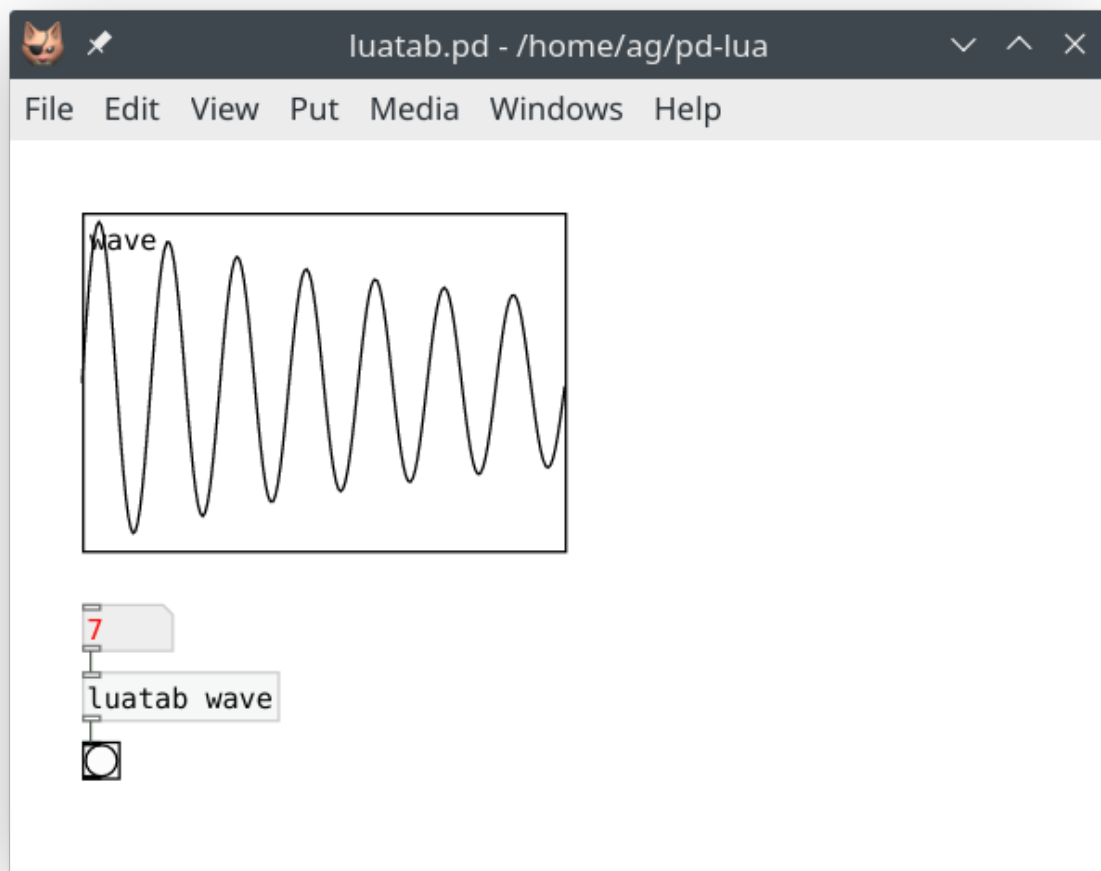 luatab.pd - /home/ag/pd-lua
File Edit View Put Media Windows Help
wave
7
luatab wave